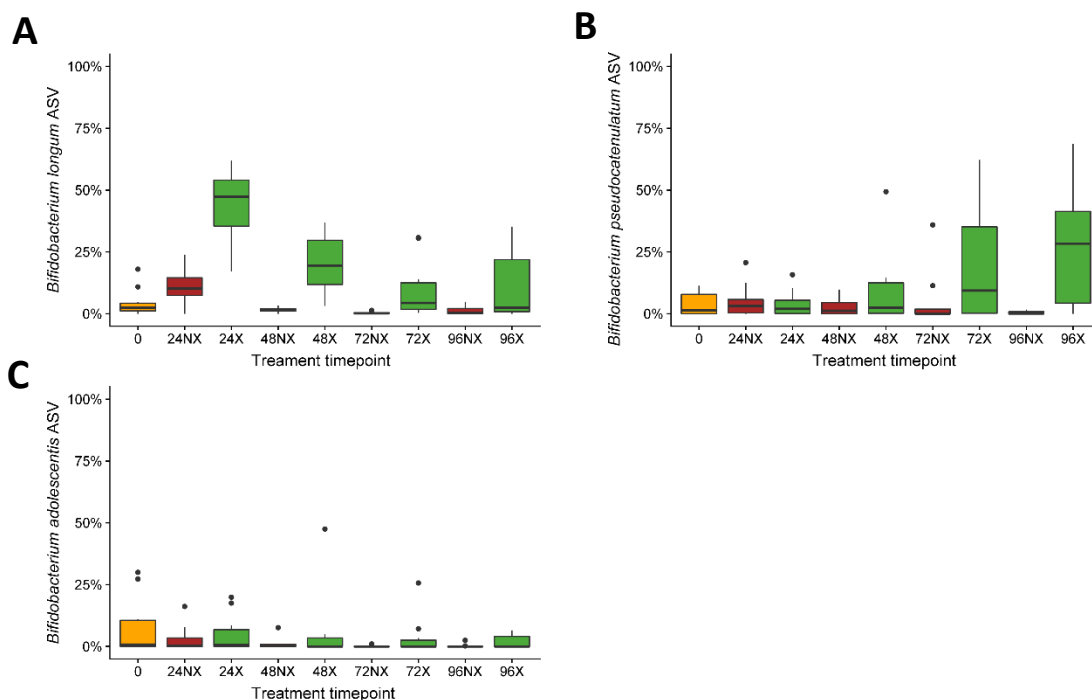 A
Bifidobacterium longum ASV
100%
75%
50%
25%
0%
0 24NX 24X 48NX 48X 72NX 72X 96NX 96X
Treament timepoint
B
Bifidobacterium pseudocatenulatum ASV
100%
75%
50%
25%
0%
0 24NX 24X 48NX 48X 72NX 72X 96NX 96X
Treatment timepoint
C
Bifidobacterium adolescentis ASV
100%
75%
50%
25%
0%
0 24NX 24X 48NX 48X 72NX 72X 96NX 96X
Treatment timepoint